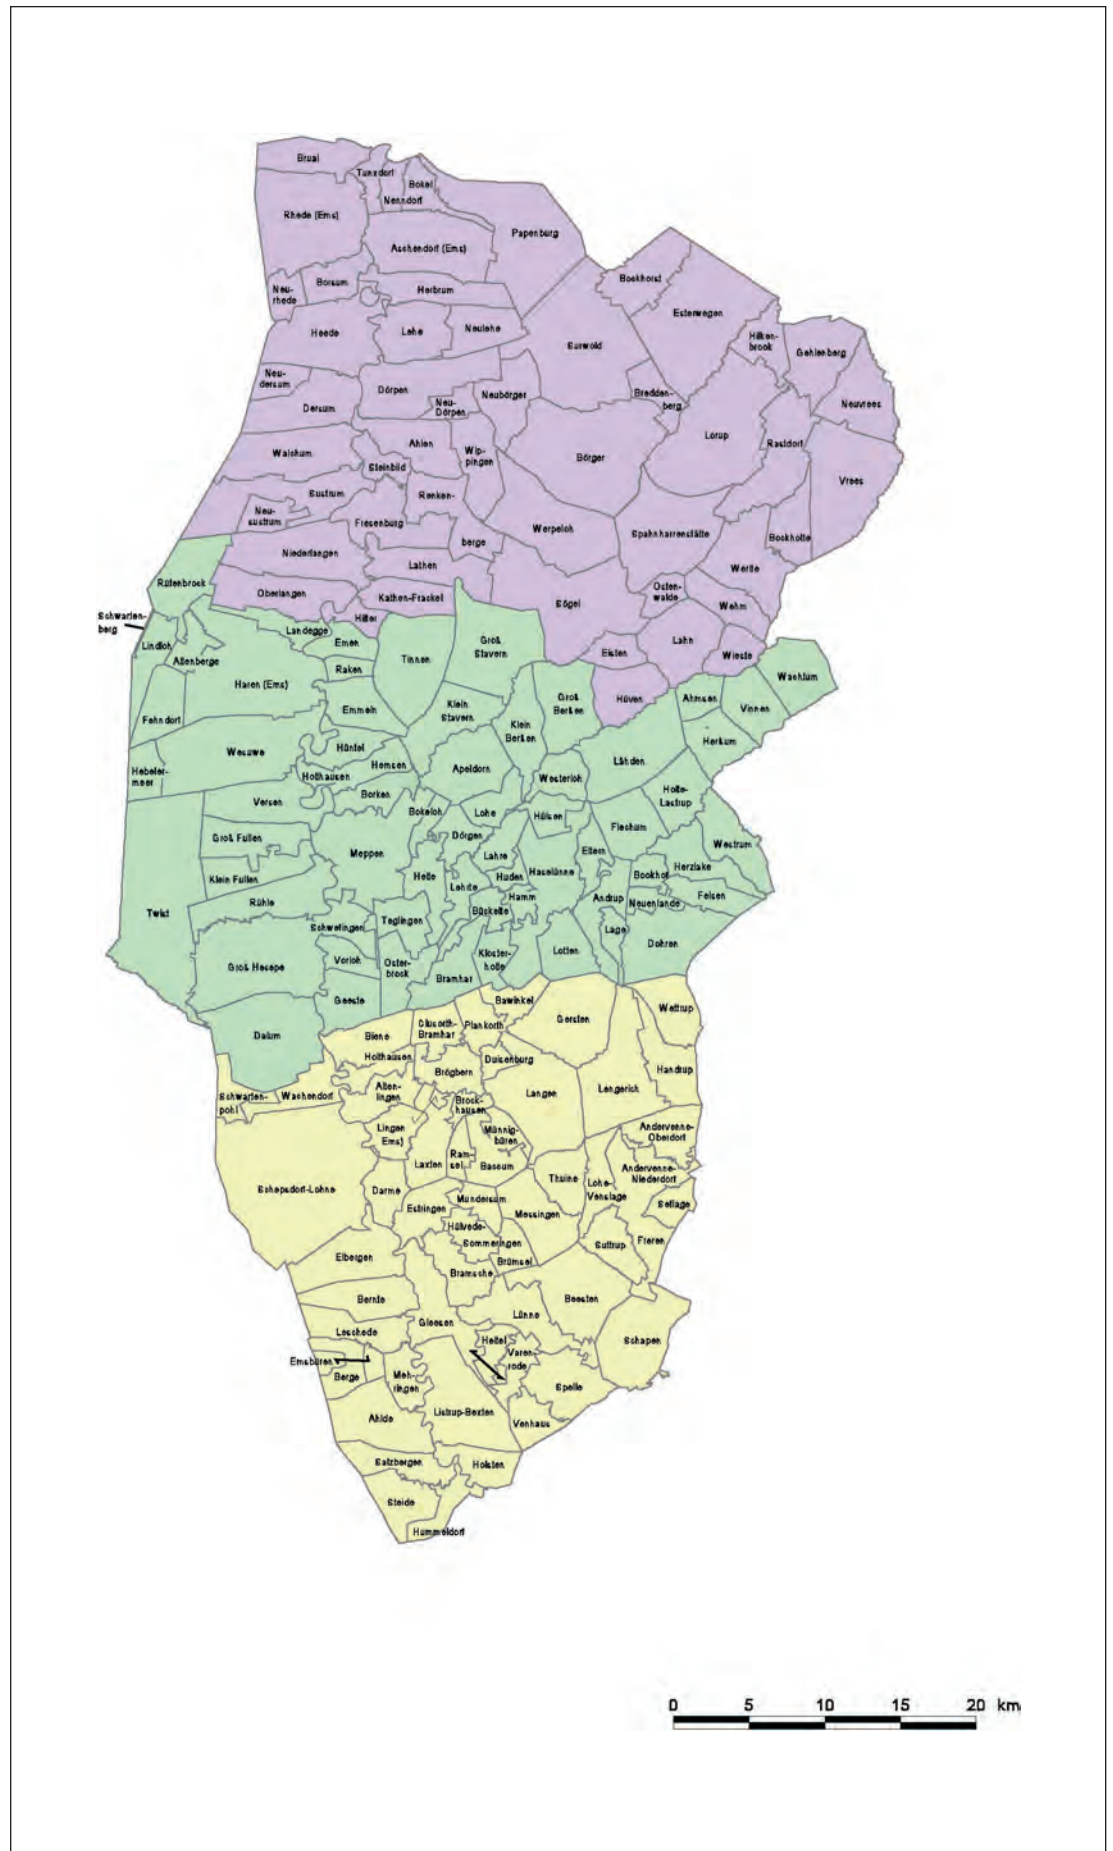 Brual
Tunxdorf
Bokel
Nenndorf
Rhede (Ems)
Papenburg
Aschendorf (Ems)
Bockhorst
Neu-
rhede
Borsum
Herbrum
Esterwegen
Heede
Lehe
Neulehe
Surwold
Hilken-
brook
Gehlenberg
Neu-
dersum
Dörpen
Neubörger
Breddenberg
Neuvrees
Dersum
Neu-
Dörpen
Lorup
Rastdorf
Walchum
Ahlen
Wip-
pingen
Börger
Steinbild
Vrees
Sustrum
Renken-
berge
Neu-
sustrum
Fresenburg
Werpeloh
Spahnharrenstätte
Bockholte
Niederlangen
Lathen
Werlte
Rütenbrock
Oberlangen
Kathen-Frackel
Sögel
Osten-
walde
Wehm
Schwarten-
berg
Hilter
Landegge
Emen
Groß
Stavern
Lahn
Lindloh
Altenberge
Tinnen
Eisten
Wieste
Raken
Wachtum
Haren (Ems)
Groß
Berßen
Hüven
Ahmsen
Vinnen
Fehndorf
Emmeln
Klein
Stavern
Klein
Berßen
Herßum
Wesuwe
Hüntel
Lähden
Hebeler-
meer
Holthausen
Hemsen
Apeldorn
Westerloh
Borken
Holte-
Lastrup
Versen
Bokeloh
Lohe
Hülsen
Flechum
Groß Fullen
Dörgen
Westrum
Meppen
Lahre
Eltern
Klein Fullen
Helte
Lehrte
Huden
Haselünne
Bookhof
Herzlake
Rühle
Hamm
Andrup
Neuenlande
Felsen
Twist
Teglingen
Bückelte
Schwefingen
Lage
Dohren
Groß Hesepe
Varloh
Oster-
brock
Kloster-
holte
Lotten
Bramhar
Geeste
Bawinkel
Wettrup
Dalum
Biene
Clusorth-
Bramhar
Plankorth
Gersten
Holthausen
Duisenburg
Handrup
Brögbern
Schwarten-
pohl
Wachendorf
Alten-
lingen
Langen
Lengerich
Brock-
hausen
Lingen
Ems)
Münnig-
büren
Andervenne-
Oberdorf
Laxten
Ram-
sel
Baccum
Andervenne-
Niederdorf
Schepsdorf-Lohne
Darme
Thuine
Lohe-
Venslage
Settlage
Estringen
Mundersum
Messingen
Hülvede-
Sommeringen
Suttrup
Freren
Elbergen
Brümsel
Bramsche
Bernte
Beesten
Lünne
Gleesen
Leschede
Schapen
Heitel
Varen-
rode
Emsbüren
Berge
Meh-
ringen
Spelle
Ahlde
Listrup-Bexten
Venhaus
Salzbergen
Holsten
Steide
Hummeldorf
0 5 10 15 20 km